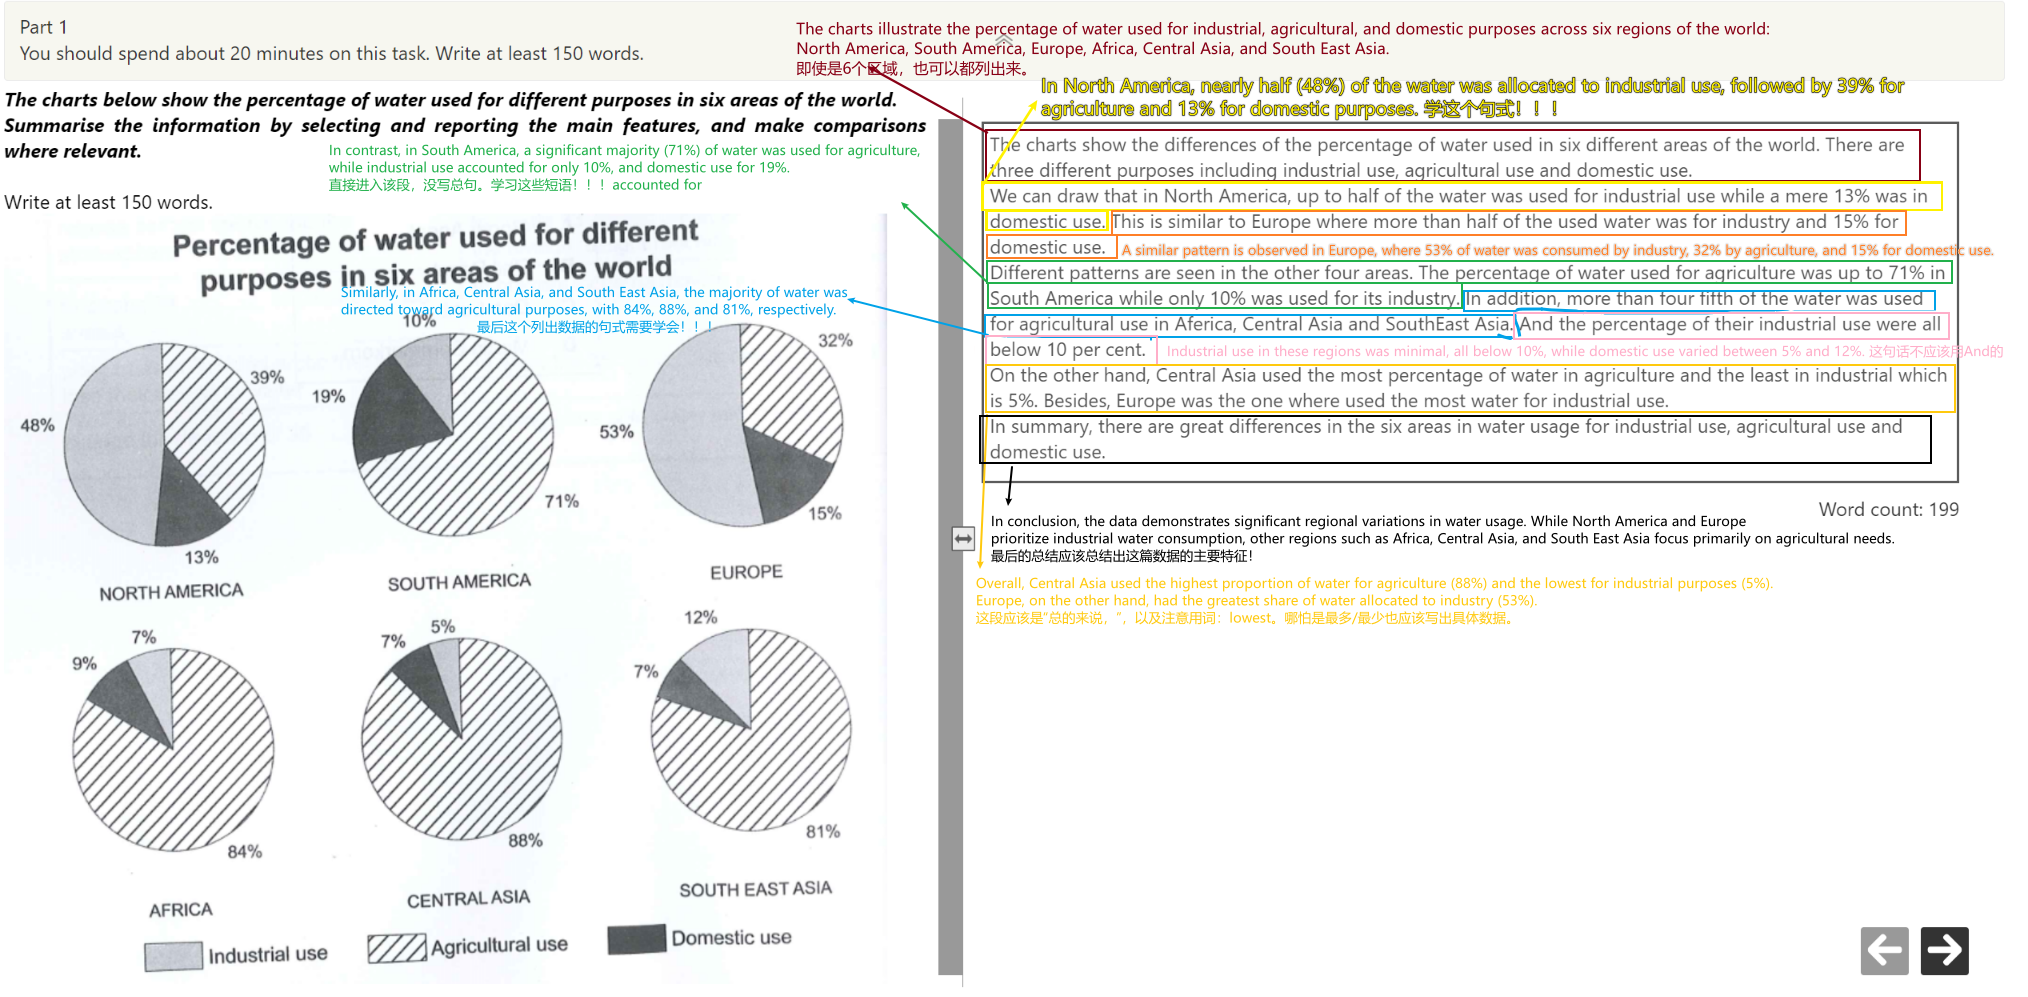 Part 1
You should spend about 20 minutes on this task. Write at least 150 words.
The charts illustrate the percentage of water used for industrial, agricultural, and domestic purposes across six regions of the world:
North America, South America, Europe, Africa, Central Asia, and South East Asia.
即使是6个区域，也可以都列出来。
In North America, nearly half (48%) of the water was allocated to industrial use, followed by 39% for
agriculture and 13% for domestic purposes. 学这个句式！！！
The charts below show the percentage of water used for different purposes in six areas of the world.
Summarise the information by selecting and reporting the main features, and make comparisons
where relevant.
In contrast, in South America, a significant majority (71%) of water was used for agriculture,
while industrial use accounted for only 10%, and domestic use for 19%.
直接进入该段，没写总句。学习这些短语！！！accounted for
Write at least 150 words.
Percentage of water used for different
purposes in six areas of the world
Similarly, in Africa, Central Asia, and South East Asia, the majority of water was
directed toward agricultural purposes, with 84%, 88%, and 81%, respectively.
最后这个列出数据的句式需要学会！！！
48%
39%
13%
NORTH AMERICA
10%
19%
71%
SOUTH AMERICA
32%
53%
15%
EUROPE
7%
9%
84%
AFRICA
5%
7%
88%
CENTRAL ASIA
12%
7%
81%
SOUTH EAST ASIA
Industrial use
Agricultural use
Domestic use
The charts show the differences of the percentage of water used in six different areas of the world. There are
three different purposes including industrial use, agricultural use and domestic use.
We can draw that in North America, up to half of the water was used for industrial use while a mere 13% was in
domestic use. This is similar to Europe where more than half of the used water was for industry and 15% for
domestic use.
A similar pattern is observed in Europe, where 53% of water was consumed by industry, 32% by agriculture, and 15% for domestic use.
Different patterns are seen in the other four areas. The percentage of water used for agriculture was up to 71% in
South America while only 10% was used for its industry. In addition, more than four fifth of the water was used
for agricultural use in Aferica, Central Asia and SouthEast Asia. And the percentage of their industrial use were all
below 10 per cent.
Industrial use in these regions was minimal, all below 10%, while domestic use varied between 5% and 12%. 这句话不应该用And的
On the other hand, Central Asia used the most percentage of water in agriculture and the least in industrial which
is 5%. Besides, Europe was the one where used the most water for industrial use.
In summary, there are great differences in the six areas in water usage for industrial use, agricultural use and
domestic use.
Word count: 199
In conclusion, the data demonstrates significant regional variations in water usage. While North America and Europe
prioritize industrial water consumption, other regions such as Africa, Central Asia, and South East Asia focus primarily on agricultural needs.
最后的总结应该总结出这篇数据的主要特征！
Overall, Central Asia used the highest proportion of water for agriculture (88%) and the lowest for industrial purposes (5%).
Europe, on the other hand, had the greatest share of water allocated to industry (53%).
这段应该是“总的来说，”，以及注意用词：lowest。哪怕是最多/最少也应该写出具体数据。